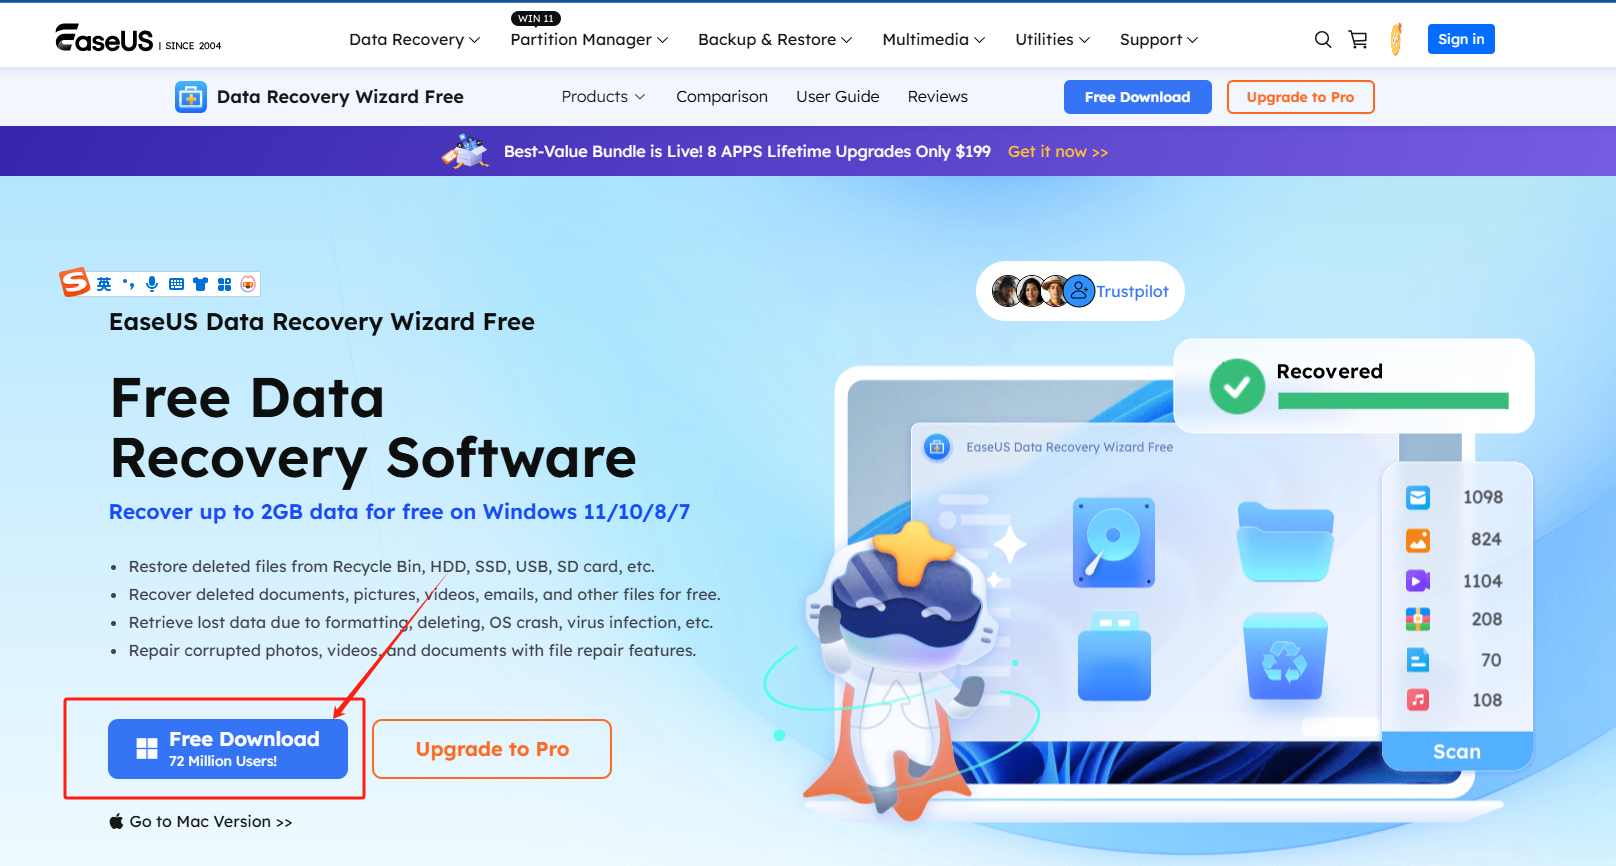 WIN 11
EaseUS | SINCE 2004
Data Recovery
Partition Manager
Backup & Restore
Multimedia
Utilities
Support
Sign in
Data Recovery Wizard Free
Products
Comparison
User Guide
Reviews
Free Download
Upgrade to Pro
Best-Value Bundle is Live! 8 APPS Lifetime Upgrades Only $199 Get it now >>
S 英
Trustpilot
EaseUS Data Recovery Wizard Free
Free Data
Recovery Software
Recover up to 2GB data for free on Windows 11/10/8/7
• Restore deleted files from Recycle Bin, HDD, SSD, USB, SD card, etc.
• Recover deleted documents, pictures, videos, emails, and other files for free.
• Retrieve lost data due to formatting, deleting, OS crash, virus infection, etc.
• Repair corrupted photos, videos, and documents with file repair features.
Free Download
72 Million Users!
Upgrade to Pro
Go to Mac Version >>
Recovered
EaseUS Data Recovery Wizard Free
1098
824
1104
208
70
108
Scan